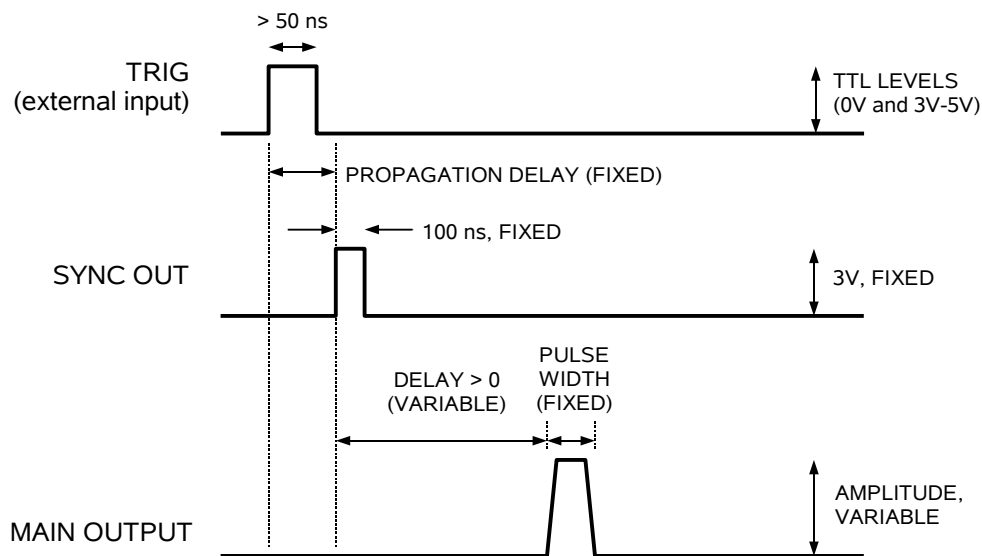 > 50 ns
TRIG
(external input)
TTL LEVELS
(0V and 3V-5V)
PROPAGATION DELAY (FIXED)
100 ns, FIXED
SYNC OUT
3V, FIXED
PULSE
WIDTH
(FIXED)
DELAY > 0
(VARIABLE)
AMPLITUDE,
VARIABLE
MAIN OUTPUT